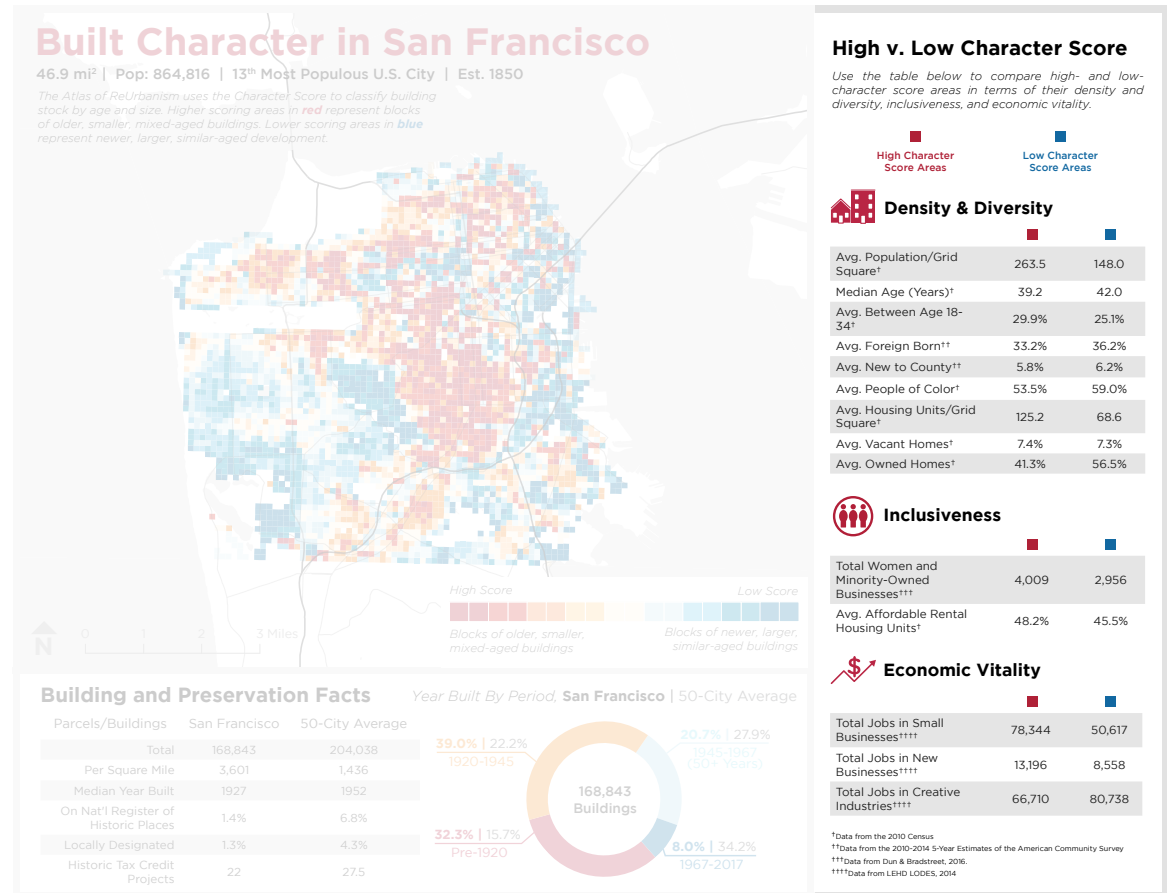 Built Character in San Francisco
46.9 mi² | Pop: 864,816 | 13th Most Populous U.S. City | Est. 1850
The Atlas of ReUrbanism uses the Character Score to classify building
stock by age and size. Higher scoring areas in red represent blocks
of older, smaller, mixed-aged buildings. Lower scoring areas in blue
represent newer, larger, similar-aged development.
High Score
Low Score
Blocks of older, smaller,
mixed-aged buildings
Blocks of newer, larger,
similar-aged buildings
N
0 1 2 3 Miles
Building and Preservation Facts
Parcels/Buildings San Francisco 50-City Average
Total 168,843 204,038
Per Square Mile 3,601 1,436
Median Year Built 1927 1952
On Nat'l Register of
Historic Places 1.4% 6.8%
Locally Designated 1.3% 4.3%
Historic Tax Credit
Projects 22 27.5
Year Built By Period, San Francisco | 50-City Average
39.0% | 22.2%
1920-1945
20.7% | 27.9%
1945-1967
(50+ Years)
168,843
Buildings
32.3% | 15.7%
Pre-1920
8.0% | 34.2%
1967-2017
High v. Low Character Score
Use the table below to compare high- and low-
character score areas in terms of their density and
diversity, inclusiveness, and economic vitality.
High Character
Score Areas
Low Character
Score Areas
Density & Diversity
Avg. Population/Grid
Square† 263.5 148.0
Median Age (Years)† 39.2 42.0
Avg. Between Age 18-
34† 29.9% 25.1%
Avg. Foreign Born†† 33.2% 36.2%
Avg. New to County†† 5.8% 6.2%
Avg. People of Color† 53.5% 59.0%
Avg. Housing Units/Grid
Square† 125.2 68.6
Avg. Vacant Homes† 7.4% 7.3%
Avg. Owned Homes† 41.3% 56.5%
Inclusiveness
Total Women and
Minority-Owned
Businesses††† 4,009 2,956
Avg. Affordable Rental
Housing Units† 48.2% 45.5%
$
Economic Vitality
Total Jobs in Small
Businesses†††† 78,344 50,617
Total Jobs in New
Businesses†††† 13,196 8,558
Total Jobs in Creative
Industries†††† 66,710 80,738
†Data from the 2010 Census
††Data from the 2010-2014 5-Year Estimates of the American Community Survey
†††Data from Dun & Bradstreet, 2016.
††††Data from LEHD LODES, 2014